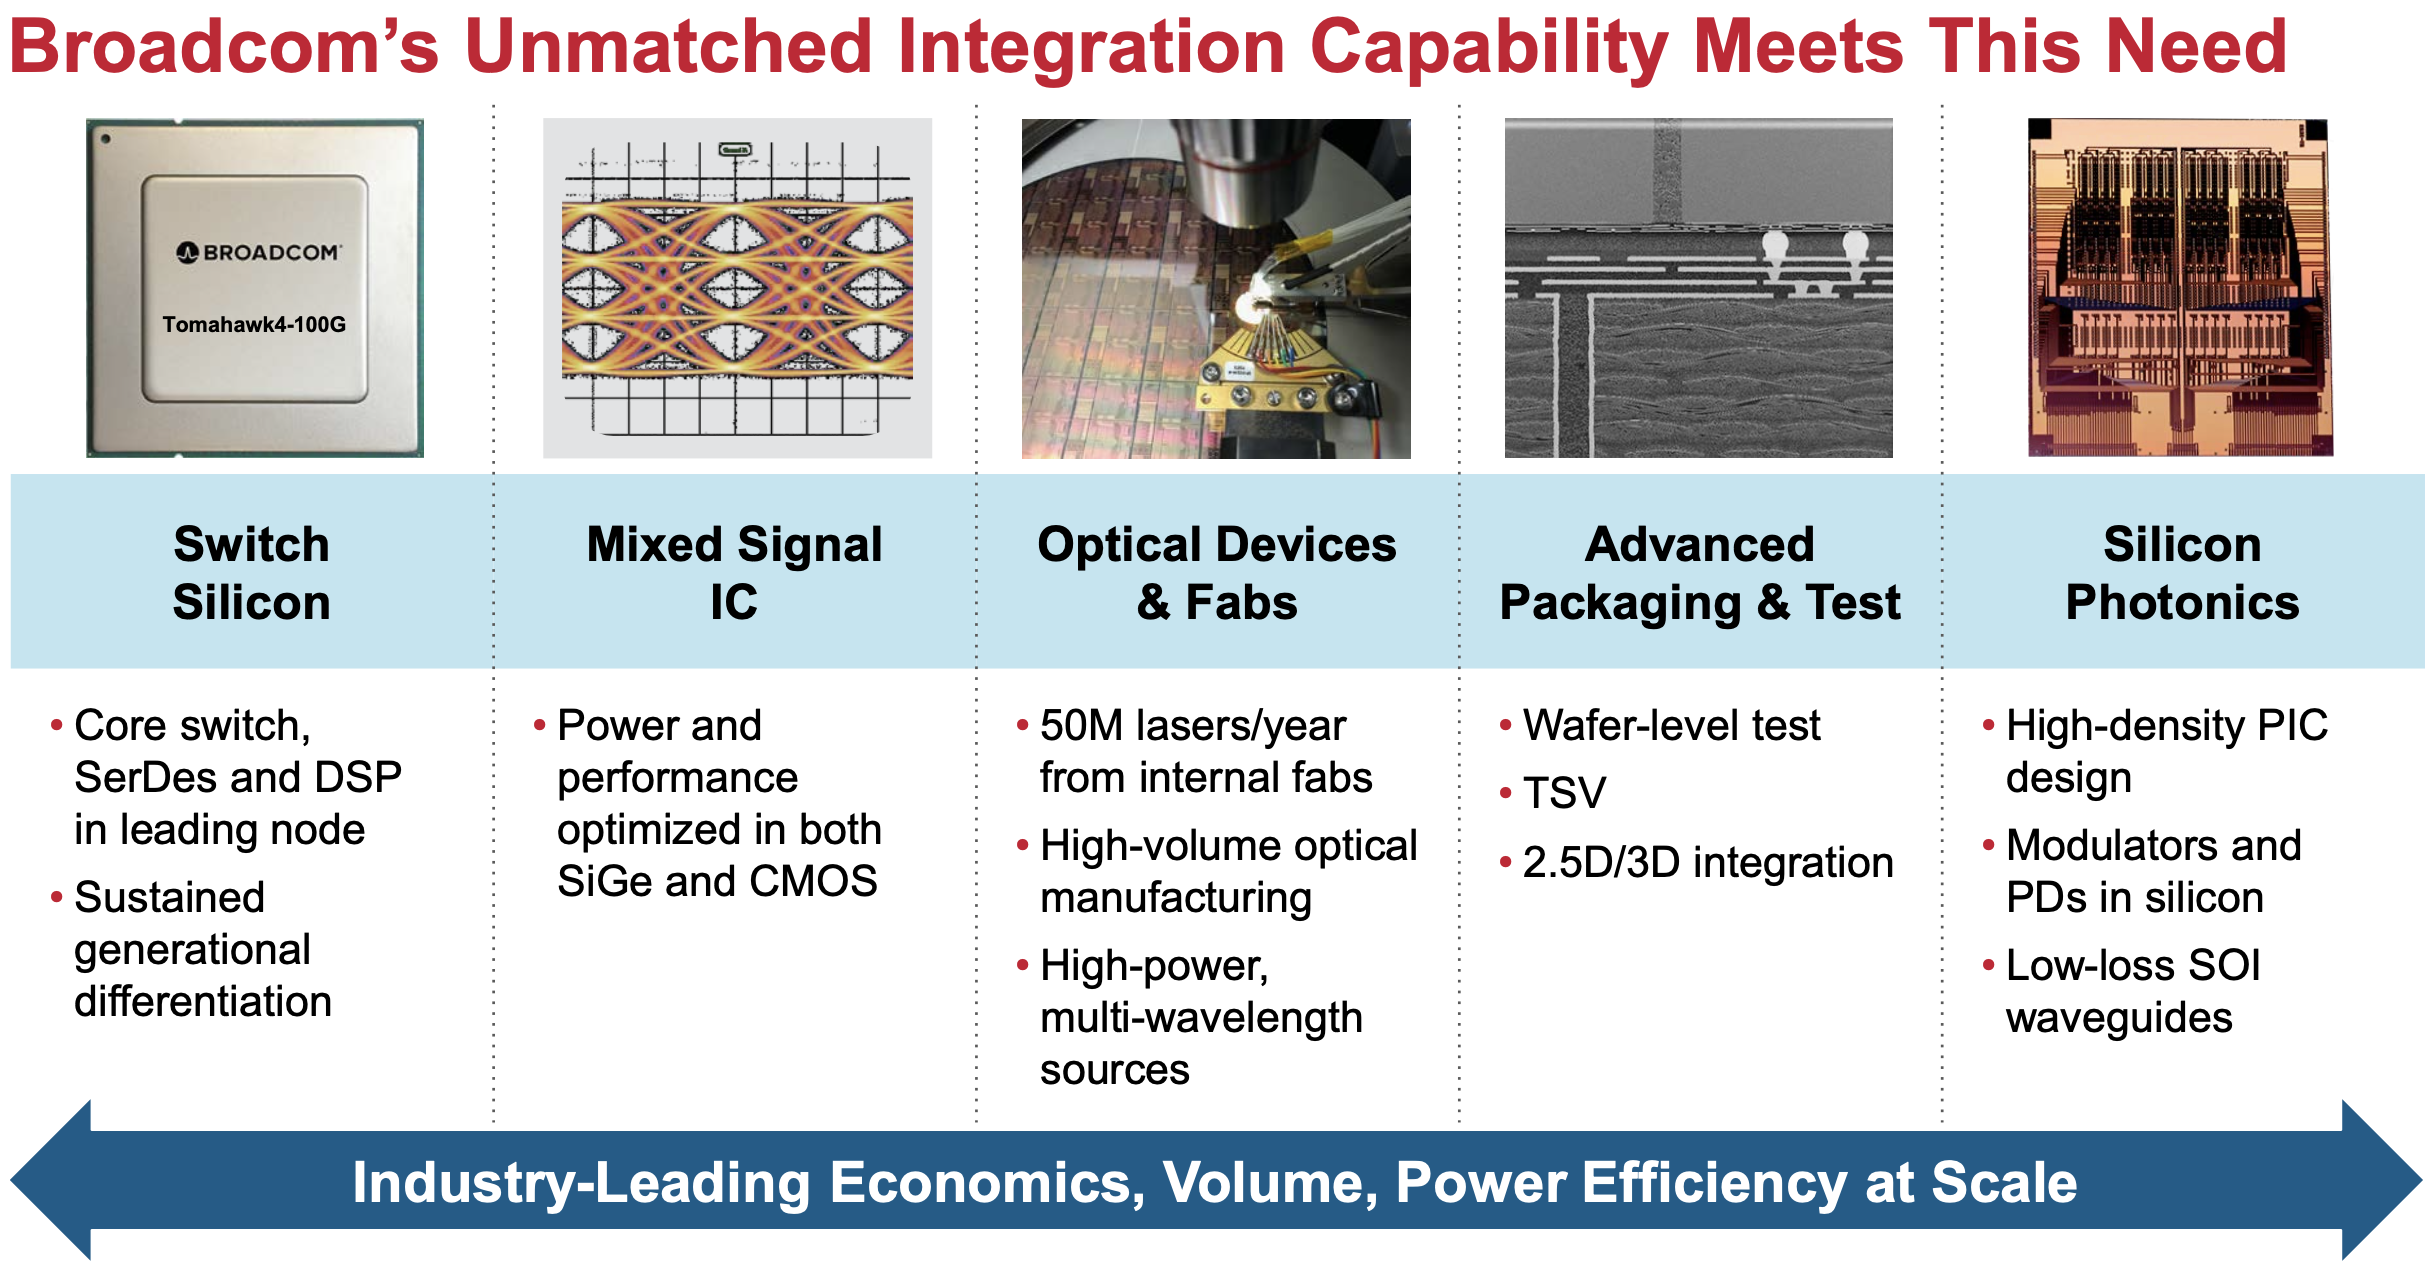 Broadcom's Unmatched Integration Capability Meets This Need
BROADCOM
Tomahawk4-100G
Switch
Silicon
• Core switch,
SerDes and DSP
in leading node
• Sustained
generational
differentiation
Mixed Signal
IC
• Power and
performance
optimized in both
SiGe and CMOS
Optical Devices
& Fabs
• 50M lasers/year
from internal fabs
• High-volume optical
manufacturing
• High-power,
multi-wavelength
sources
Advanced
Packaging & Test
• Wafer-level test
• TSV
• 2.5D/3D integration
Silicon
Photonics
• High-density PIC
design
• Modulators and
PDs in silicon
• Low-loss SOI
waveguides
Industry-Leading Economics, Volume, Power Efficiency at Scale